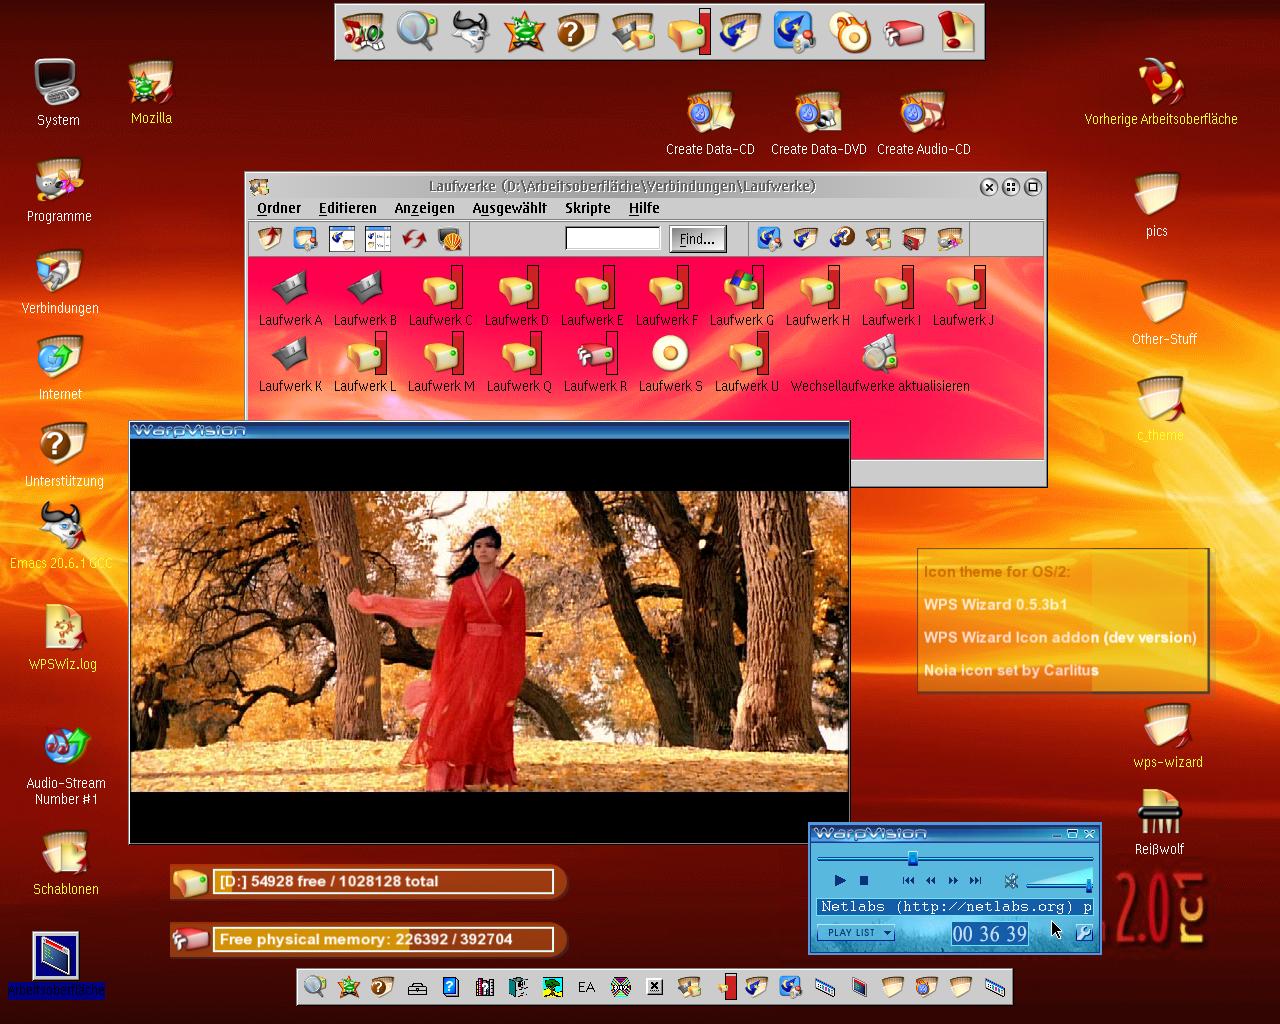 System
Mozilla
Create Data-CD
Create Data-DVD
Create Audio-CD
Vorherige Arbeitsoberfläche
Programme
Laufwerke (D:\Arbeitsoberfläche\Verbindungen\Laufwerke)
Ordner Editieren Anzeigen Ausgewählt Skripte Hilfe
Find...
pics
Verbindungen
Laufwerk A
Laufwerk B
Laufwerk C
Laufwerk D
Laufwerk E
Laufwerk F
Laufwerk G
Laufwerk H
Laufwerk I
Laufwerk J
Other-Stuff
Internet
Laufwerk K
Laufwerk L
Laufwerk M
Laufwerk Q
Laufwerk R
Laufwerk S
Laufwerk U
Wechsellaufwerke aktualisieren
WarpVision
c_theme
Unterstützung
Emacs 20.6.1 GCC
Icon theme for OS/2:
WPS Wizard 0.5.3b1
WPS Wizard Icon addon (dev version)
Noia icon set by Carlitus
WPSWiz.log
wps-wizard
Audio-Stream
Number #1
WarpVision
Reißwolf
Schablonen
[D:] 54928 free / 1028128 total
Netlabs (http://netlabs.org) p
PLAY LIST
00 36 39
2.0
rc1
Free physical memory: 226392 / 392704
Arbeitsoberfläche
EA